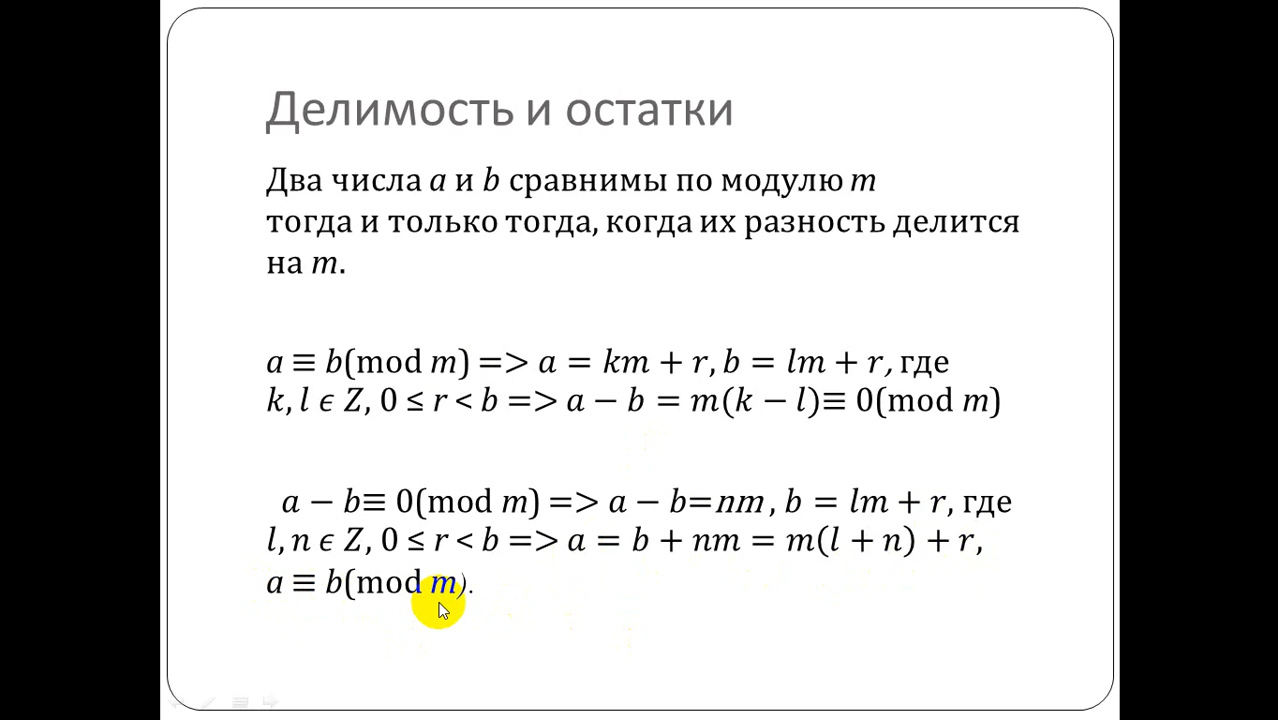 Делимость и остатки
Два числа a и b сравнимы по модулю m
тогда и только тогда, когда их разность делится
на m.
a ≡ b(mod m) => a = km + r, b = lm + r, где
k, l ϵ Z, 0 ≤ r < b => a − b = m(k − l)≡ 0(mod m)
a − b≡ 0(mod m) => a − b=nm, b = lm + r, где
l, n ϵ Z, 0 ≤ r < b => a = b + nm = m(l + n) + r,
a ≡ b(mod m).